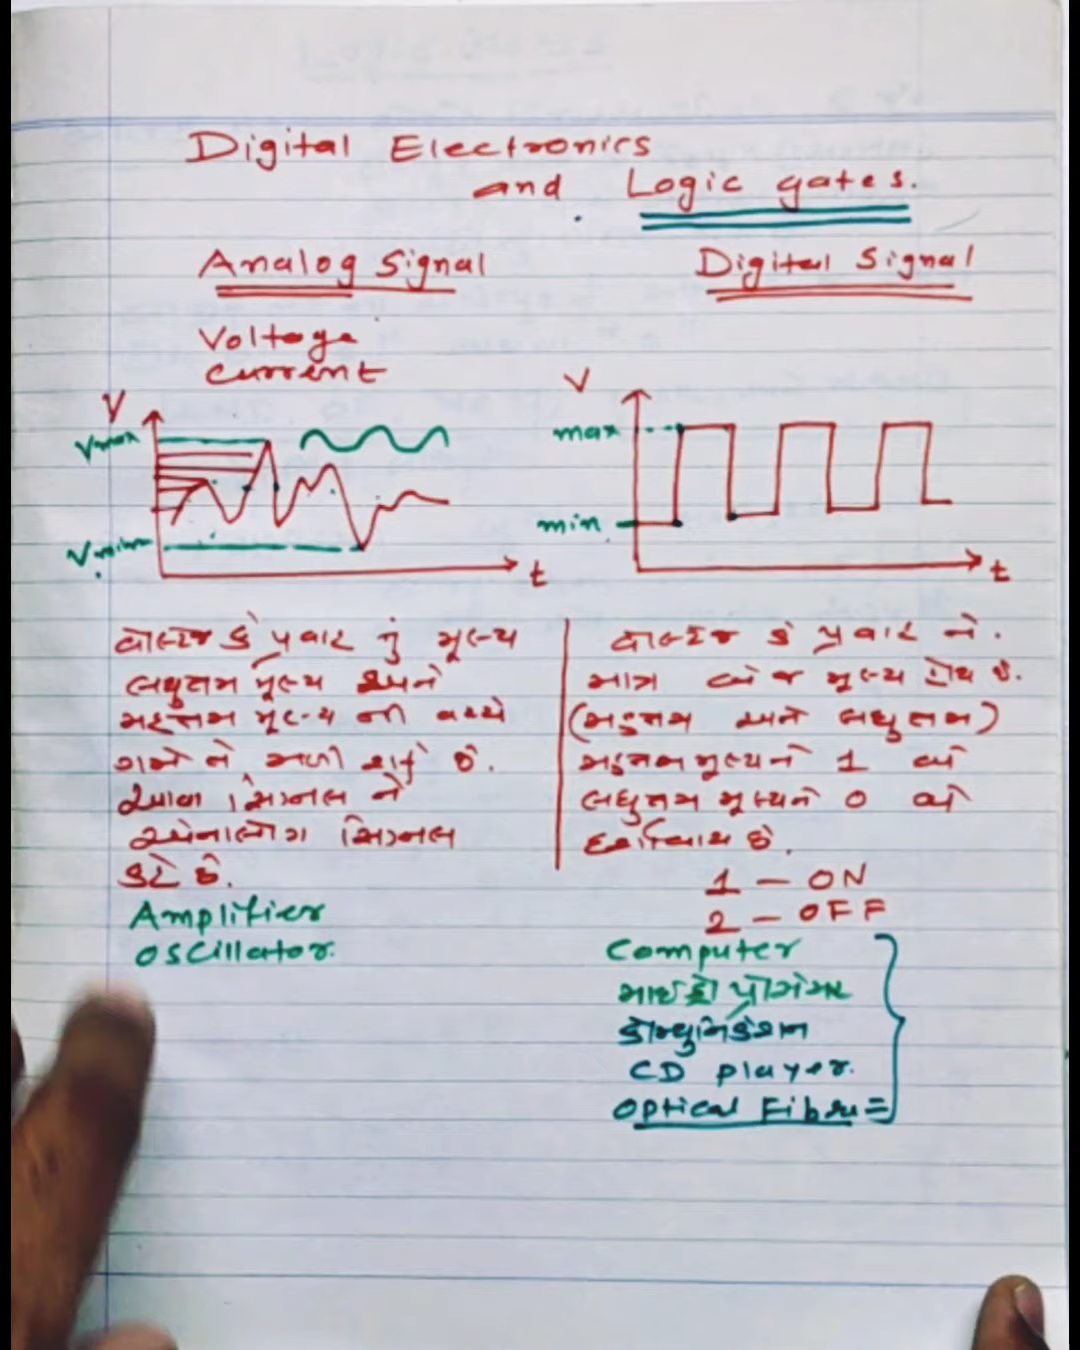 Digital Electronics
and Logic gates.
Analog Signal
Voltage
current
V
Vmax
Vminm
t
વોલ્ટેજ કે પ્રવાહ નું મૂલ્ય
લઘુત્તમ મૂલ્ય અને
મહત્તમ મૂલ્ય ની વચ્ચે
ગમે તે મળી શકે છે.
આવા સિગ્નલ ને
એનાલોગ સિગ્નલ
કહે છે.
Amplifier
Oscillator.
Digital Signal
V
max
min
t
વોલ્ટેજ કે પ્રવાહ ને.
માત્ર બે જ મૂલ્ય હોય છે.
(મહત્તમ અને લઘુત્તમ)
મહત્તમ મૂલ્યને 1 વડે
લઘુત્તમ મૂલ્યને 0 વડે
દર્શાવાય છે.
1 – ON
2 – OFF
Computer
માઈક્રો પ્રોસેસર
કોમ્યુનિકેશન
CD player.
Optical Fibre =